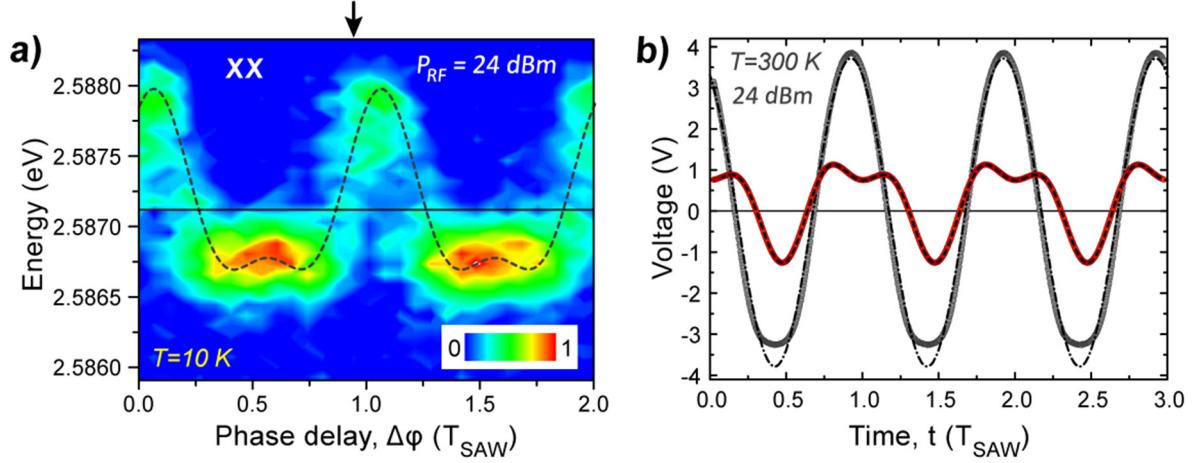 a)
XX
P_RF = 24 dBm
T=10 K
0
1
Energy (eV)
2.5880
2.5875
2.5870
2.5865
2.5860
0.0
0.5
1.0
1.5
2.0
Phase delay, Δφ (T_SAW)
b)
T=300 K
24 dBm
Voltage (V)
4
3
2
1
0
-1
-2
-3
-4
0.0
0.5
1.0
1.5
2.0
2.5
3.0
Time, t (T_SAW)